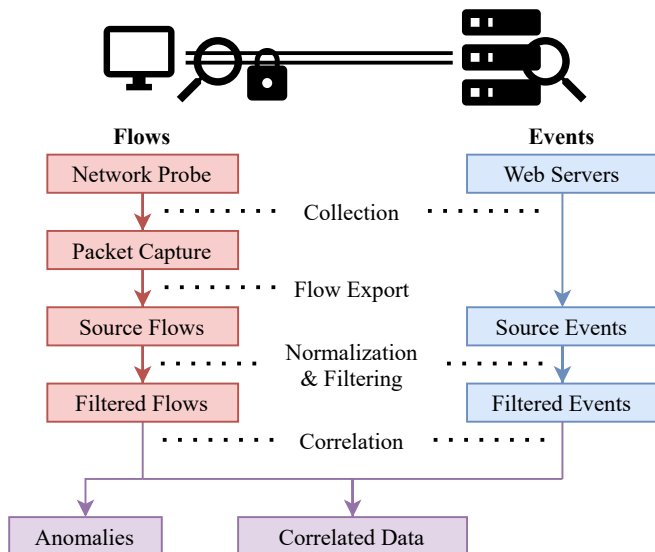 Flows
Events
Network Probe
Web Servers
Collection
Packet Capture
Flow Export
Source Flows
Source Events
Normalization
& Filtering
Filtered Flows
Filtered Events
Correlation
Anomalies
Correlated Data